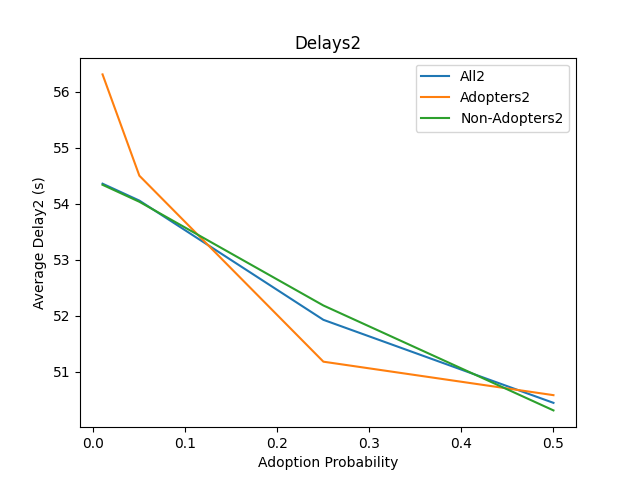 Delays2
All2
Adopters2
Non-Adopters2
Average Delay2 (s)
56
55
54
53
52
51
0.0 0.1 0.2 0.3 0.4 0.5
Adoption Probability